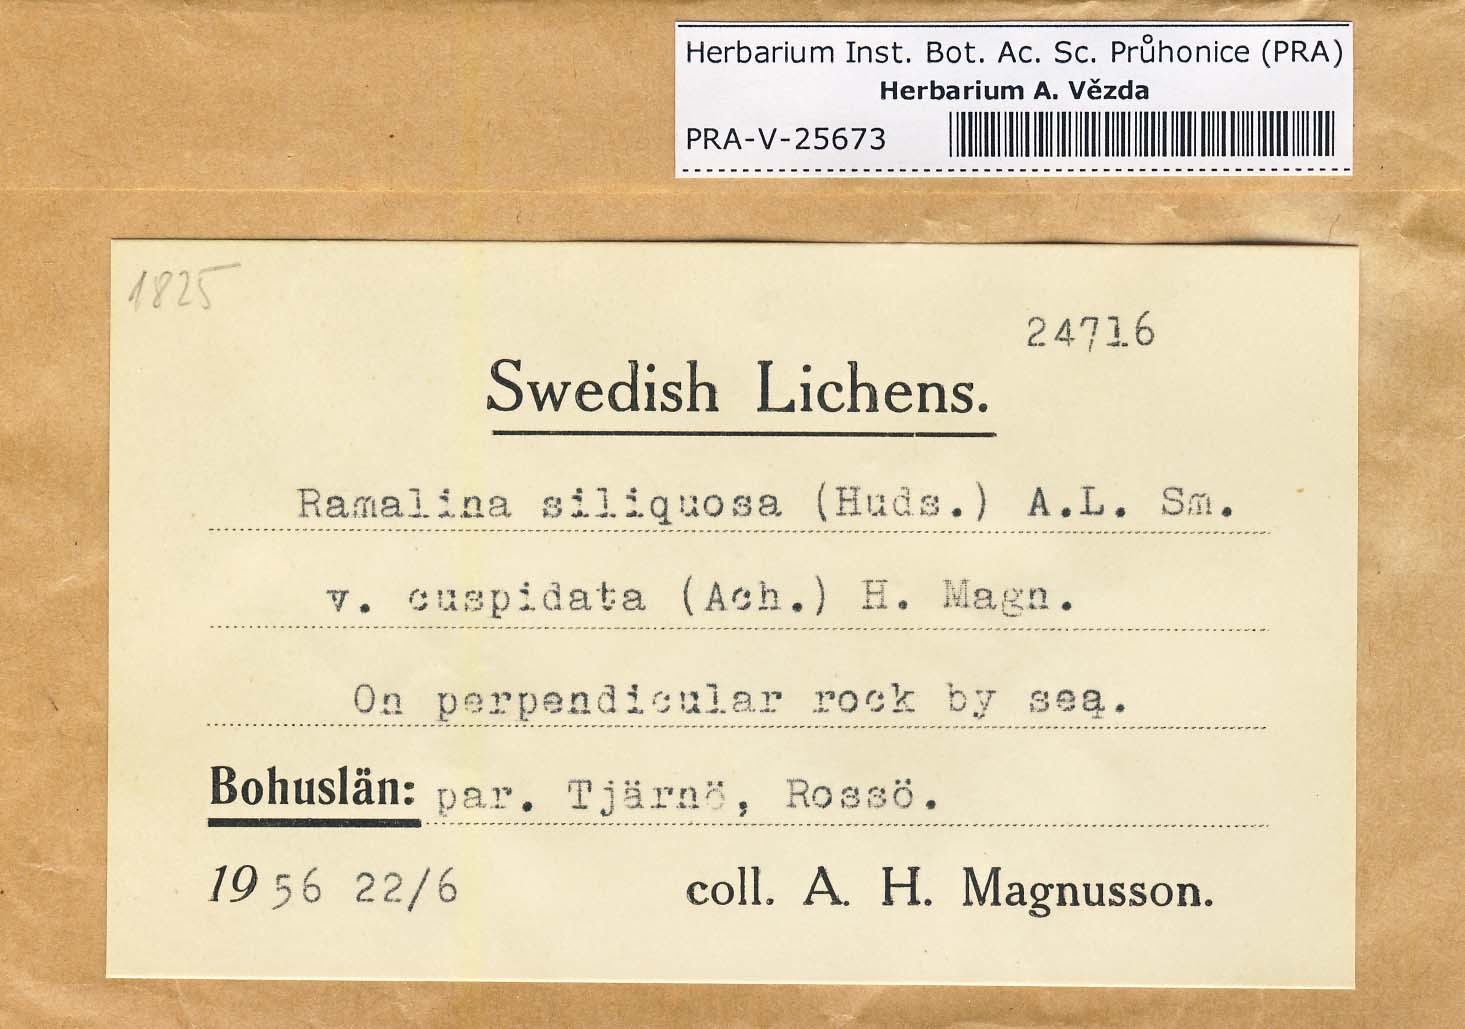 Herbarium Inst. Bot. Ac. Sc. Průhonice (PRA)
Herbarium A. Vězda
PRA-V-25673
1825
24716
Swedish Lichens.
Ramalina siliquosa (Huds.) A.L. Sm.
v. cuspidata (Ach.) H. Magn.
On perpendicular rock by sea.
Bohuslän: par. Tjärnö, Rossö.
1956 22/6 coll. A. H. Magnusson.